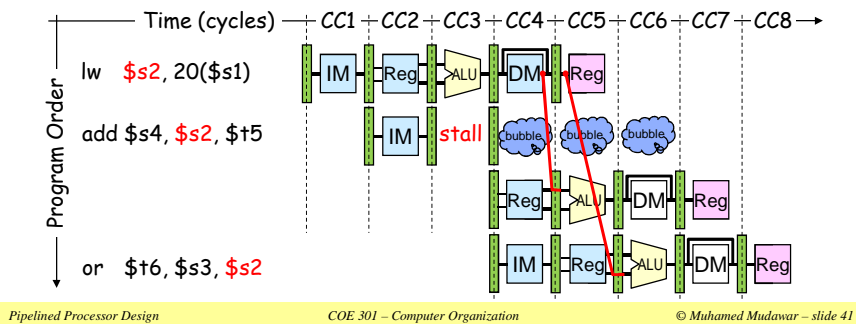 Time (cycles) CC1 CC2 CC3 CC4 CC5 CC6 CC7 CC8
Program Order
lw $s2, 20($s1) IM Reg ALU DM Reg
add $s4, $s2, $t5 IM stall bubble bubble bubble
Reg ALU DM Reg
or $t6, $s3, $s2 IM Reg ALU DM Reg
Pipelined Processor Design COE 301 – Computer Organization © Muhamed Mudawar – slide 41